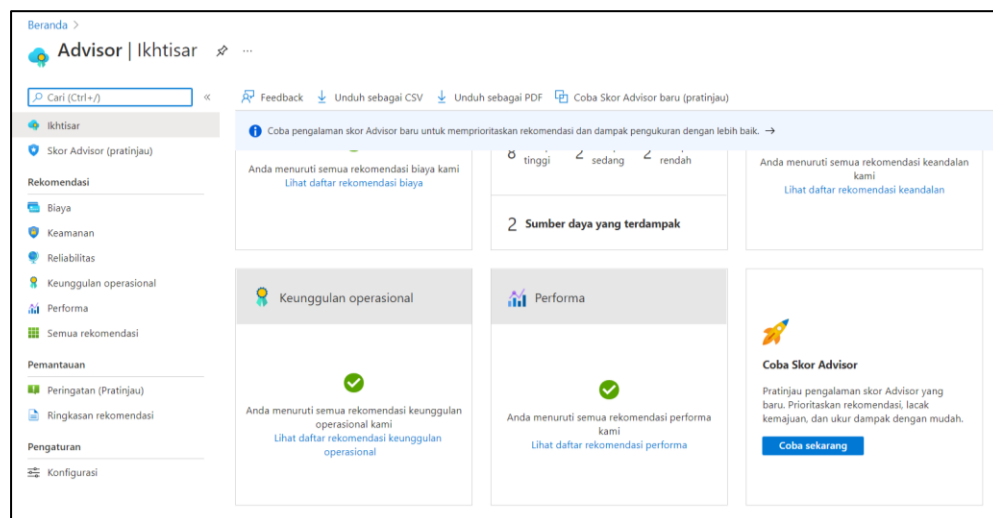 Beranda >
Advisor | Ikhtisar
Cari (Ctrl+/)
«
Feedback Unduh sebagai CSV Unduh sebagai PDF Coba Skor Advisor baru (pratinjau)
Ikhtisar
Skor Advisor (pratinjau)
Rekomendasi
Biaya
Keamanan
Reliabilitas
Keunggulan operasional
Performa
Semua rekomendasi
Pemantauan
Peringatan (Pratinjau)
Ringkasan rekomendasi
Pengaturan
Konfigurasi
Coba pengalaman skor Advisor baru untuk memprioritaskan rekomendasi dan dampak pengukuran dengan lebih baik. →
Anda menuruti semua rekomendasi biaya kami
Lihat daftar rekomendasi biaya
8 tinggi 2 sedang 2 rendah
2 Sumber daya yang terdampak
Anda menuruti semua rekomendasi keandalan
kami
Lihat daftar rekomendasi keandalan
Keunggulan operasional
Anda menuruti semua rekomendasi keunggulan
operasional kami
Lihat daftar rekomendasi keunggulan
operasional
Performa
Anda menuruti semua rekomendasi performa
kami
Lihat daftar rekomendasi performa
Coba Skor Advisor
Pratinjau pengalaman skor Advisor yang
baru. Prioritaskan rekomendasi, lacak
kemajuan, dan ukur dampak dengan mudah.
Coba sekarang